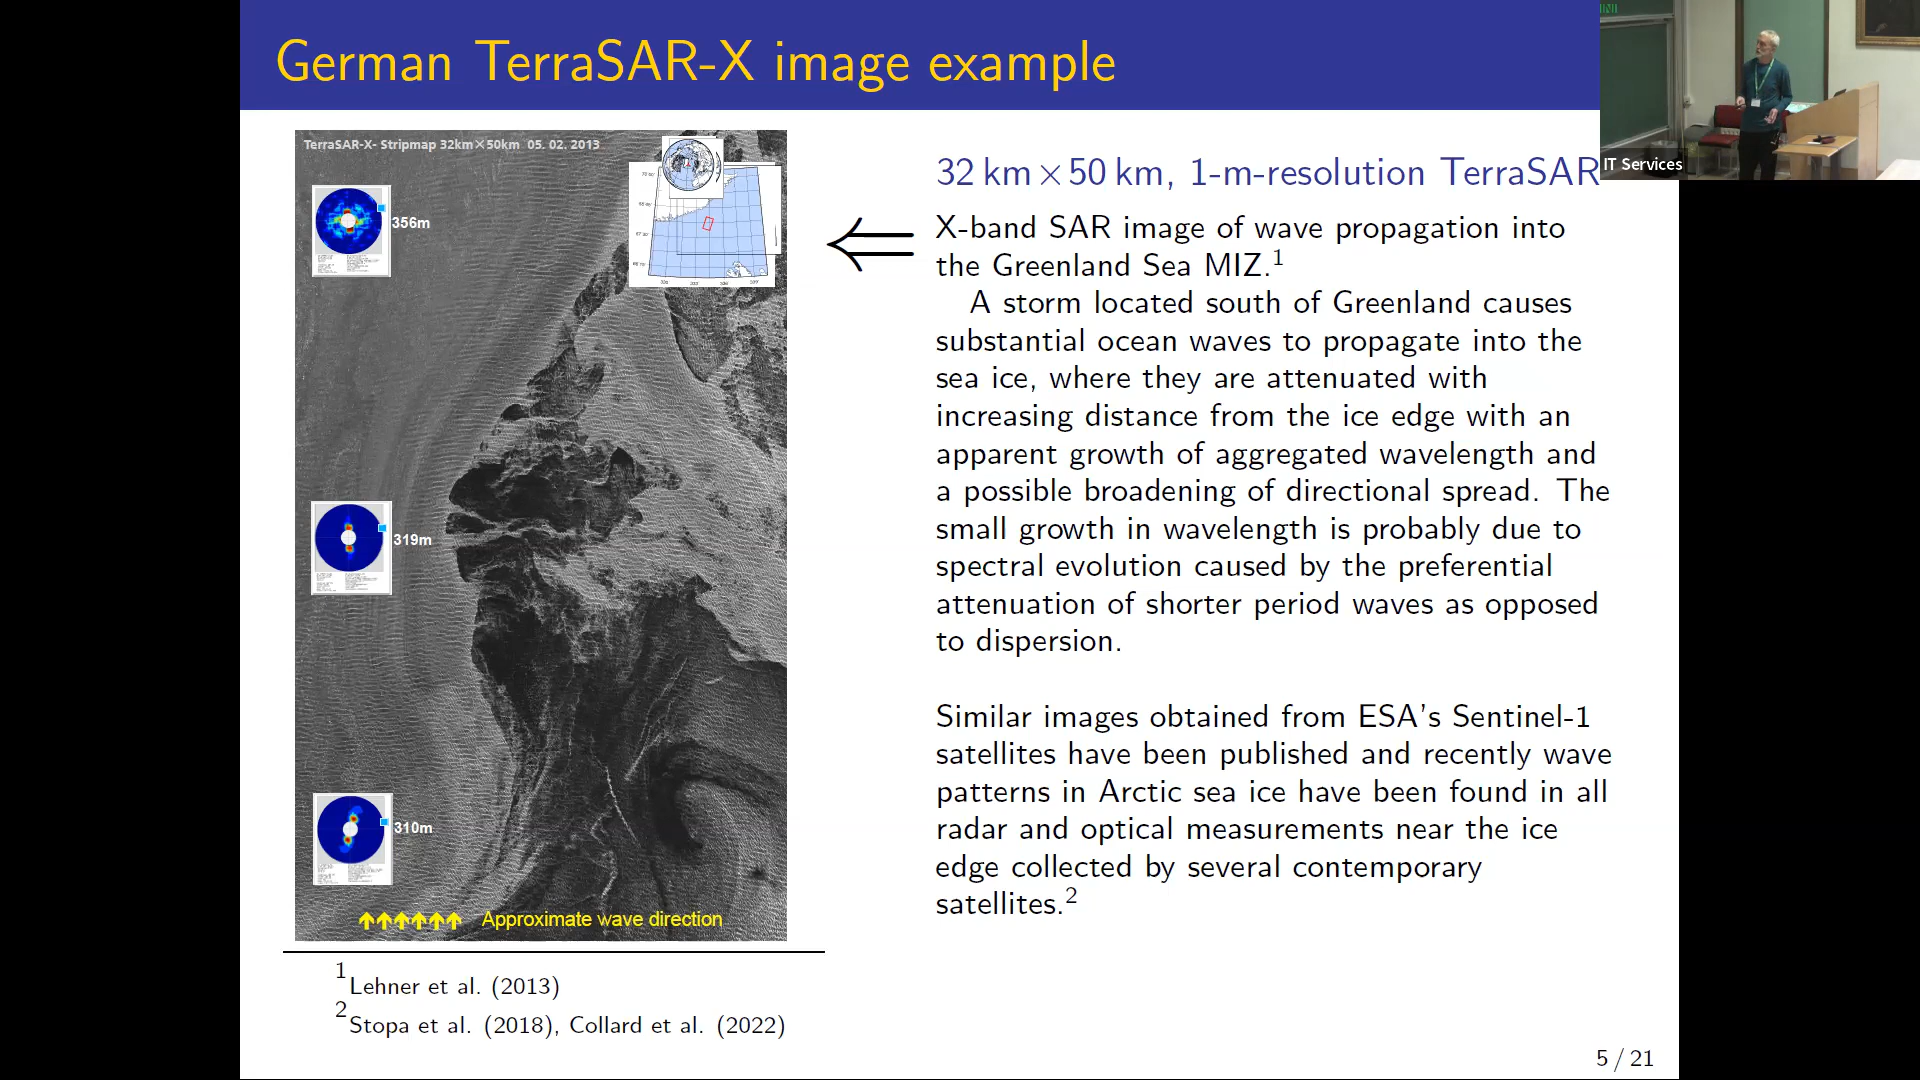 German TerraSAR-X image example
TerraSAR-X- Stripmap 32km×50km 05. 02. 2013
356m
319m
310m
Approximate wave direction
32 km×50 km, 1-m-resolution TerraSAR
X-band SAR image of wave propagation into
the Greenland Sea MIZ.1
A storm located south of Greenland causes
substantial ocean waves to propagate into the
sea ice, where they are attenuated with
increasing distance from the ice edge with an
apparent growth of aggregated wavelength and
a possible broadening of directional spread. The
small growth in wavelength is probably due to
spectral evolution caused by the preferential
attenuation of shorter period waves as opposed
to dispersion.
Similar images obtained from ESA's Sentinel-1
satellites have been published and recently wave
patterns in Arctic sea ice have been found in all
radar and optical measurements near the ice
edge collected by several contemporary
satellites.2
1 Lehner et al. (2013)
2 Stopa et al. (2018), Collard et al. (2022)
5 / 21
IT Services